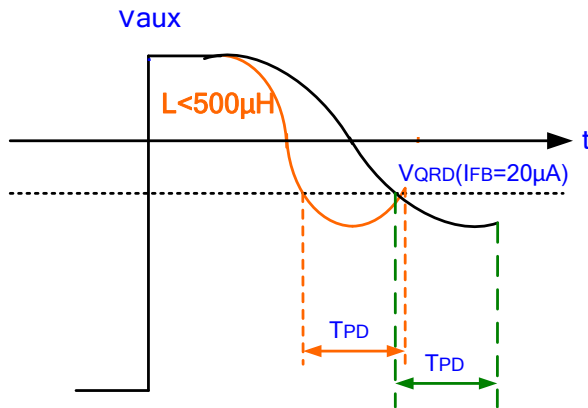 Vaux
L<500µH
t
VQRD(IFB=20µA)
TPD
TPD